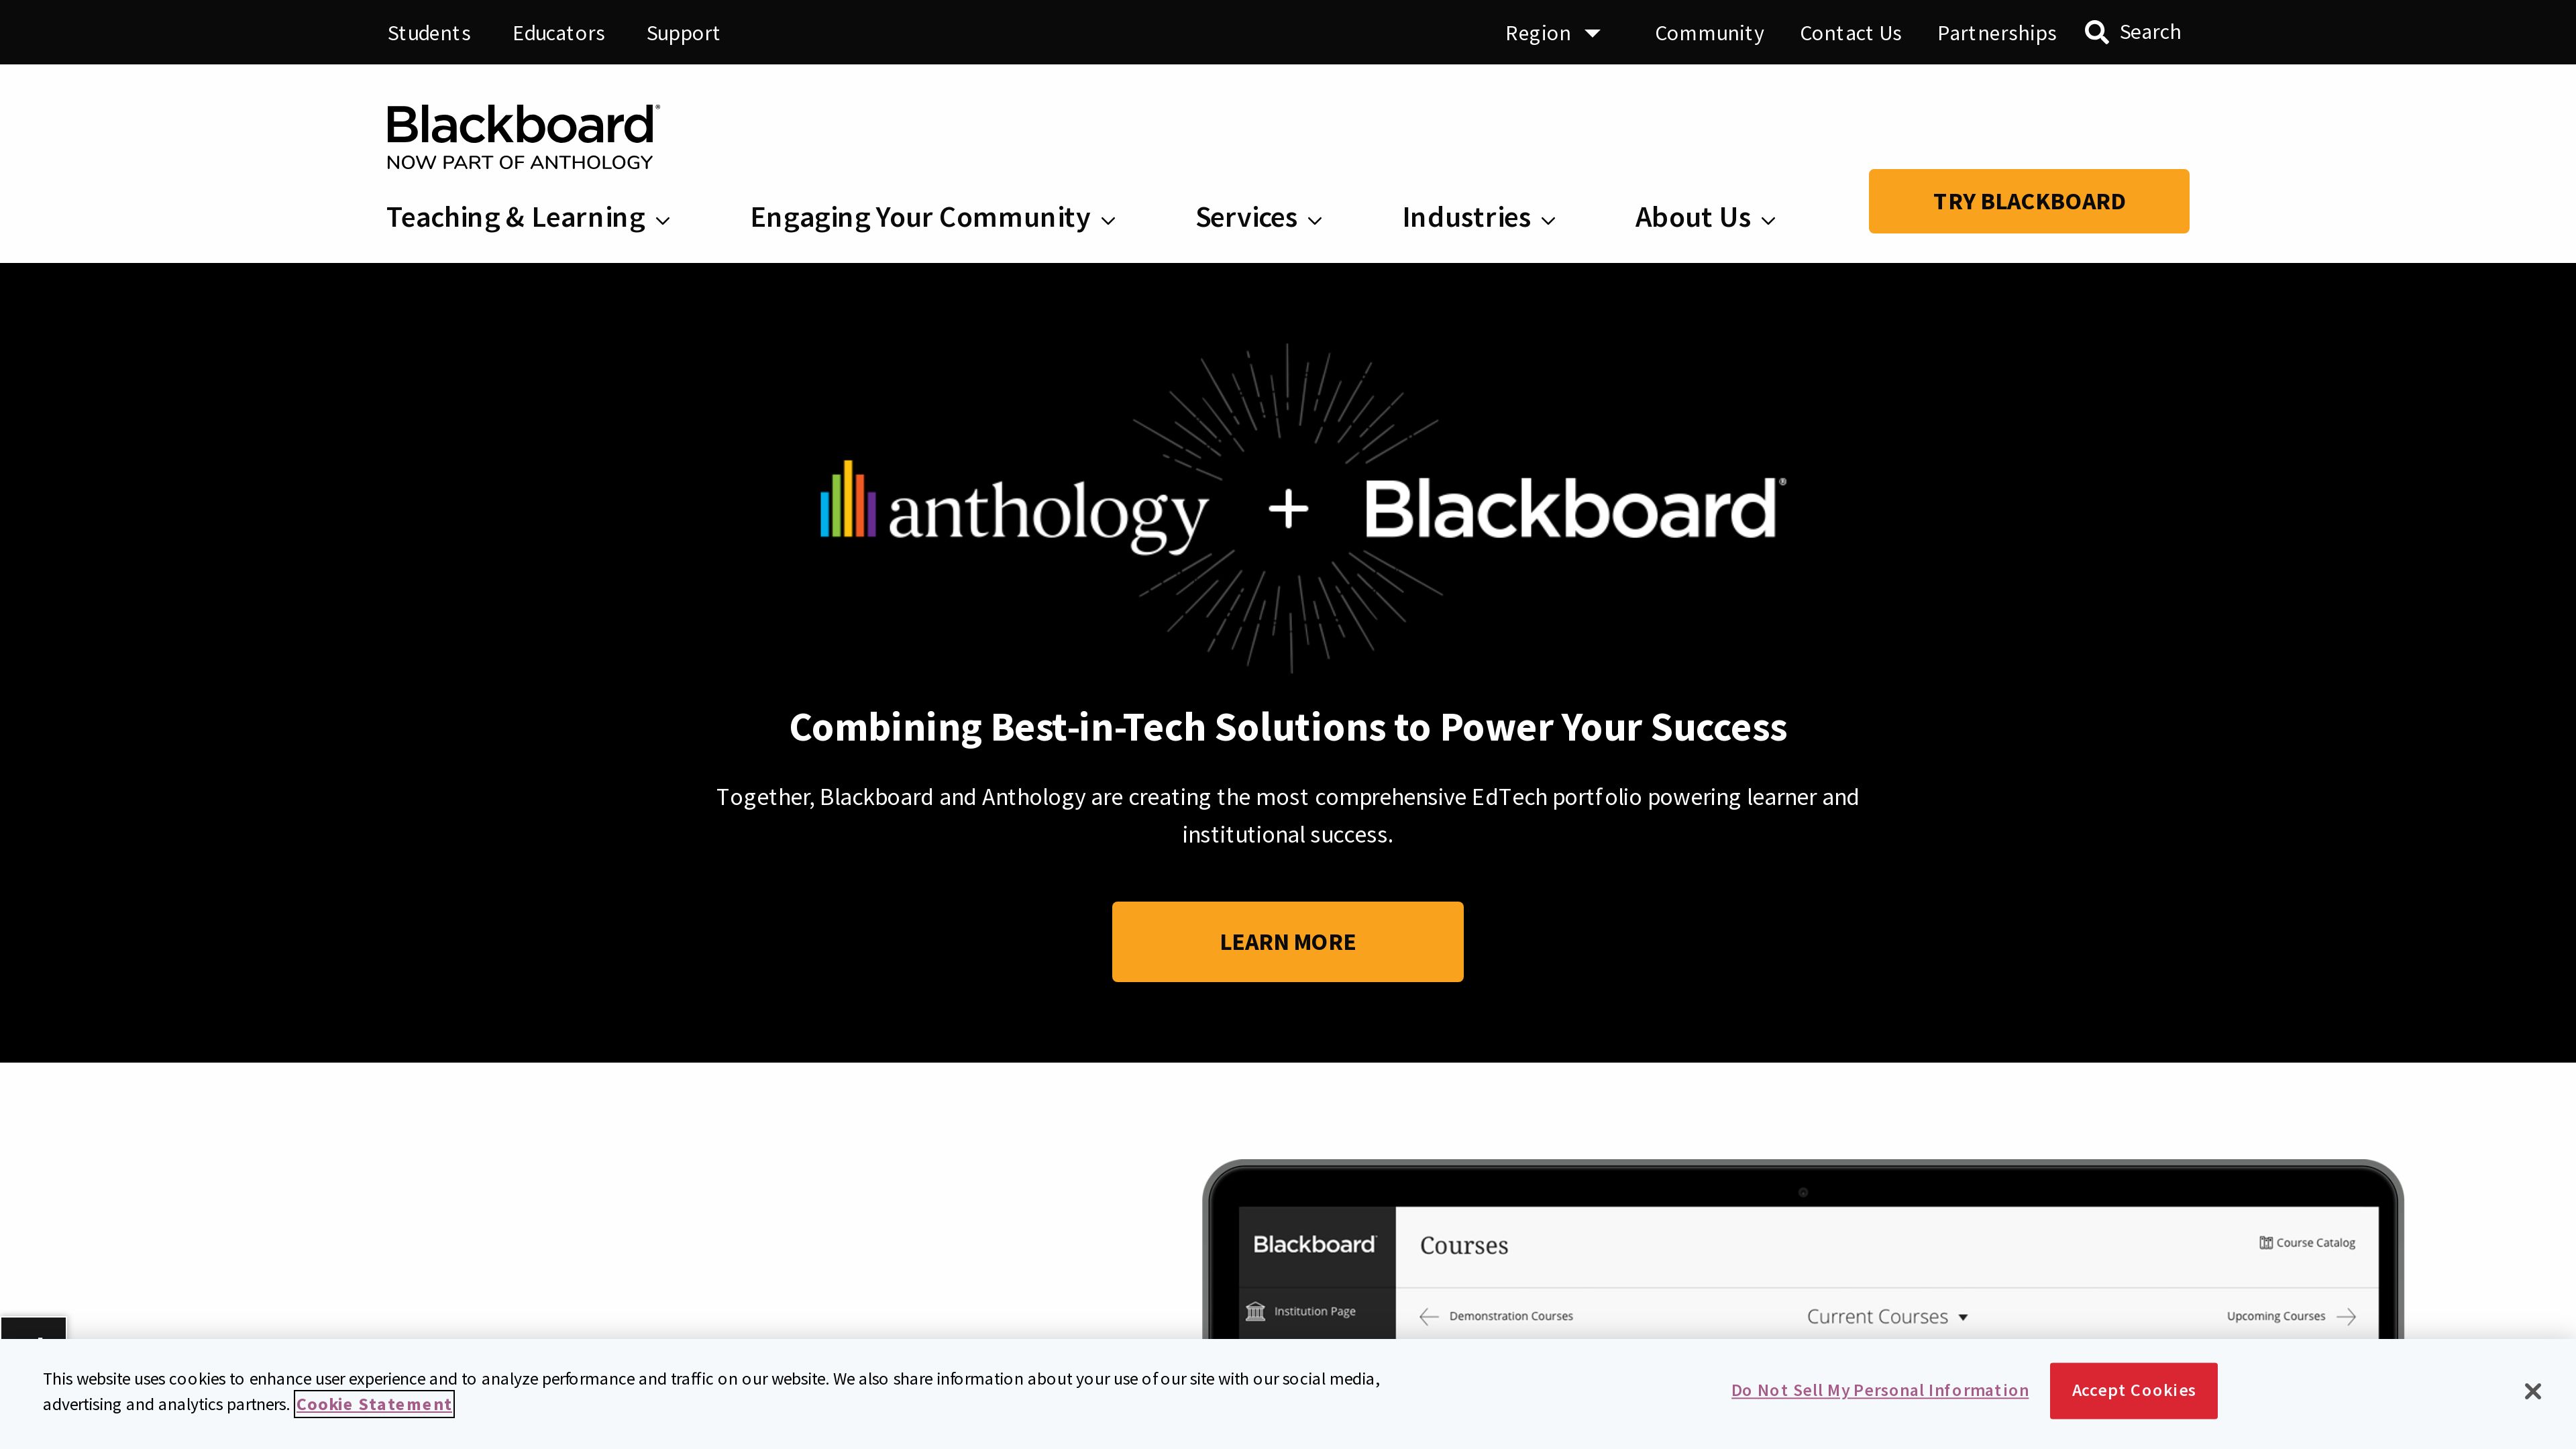 Students Educators Support Region Community Contact Us Partnerships Search
Blackboard®
NOW PART OF ANTHOLOGY
Teaching & Learning Engaging Your Community Services Industries About Us TRY BLACKBOARD
anthology + Blackboard®
Combining Best-in-Tech Solutions to Power Your Success
Together, Blackboard and Anthology are creating the most comprehensive EdTech portfolio powering learner and
institutional success.
LEARN MORE
Blackboard Courses Course Catalog
Institution Page Demonstration Courses Current Courses Upcoming Courses
This website uses cookies to enhance user experience and to analyze performance and traffic on our website. We also share information about your use of our site with our social media,
advertising and analytics partners. Cookie Statement
Do Not Sell My Personal Information Accept Cookies